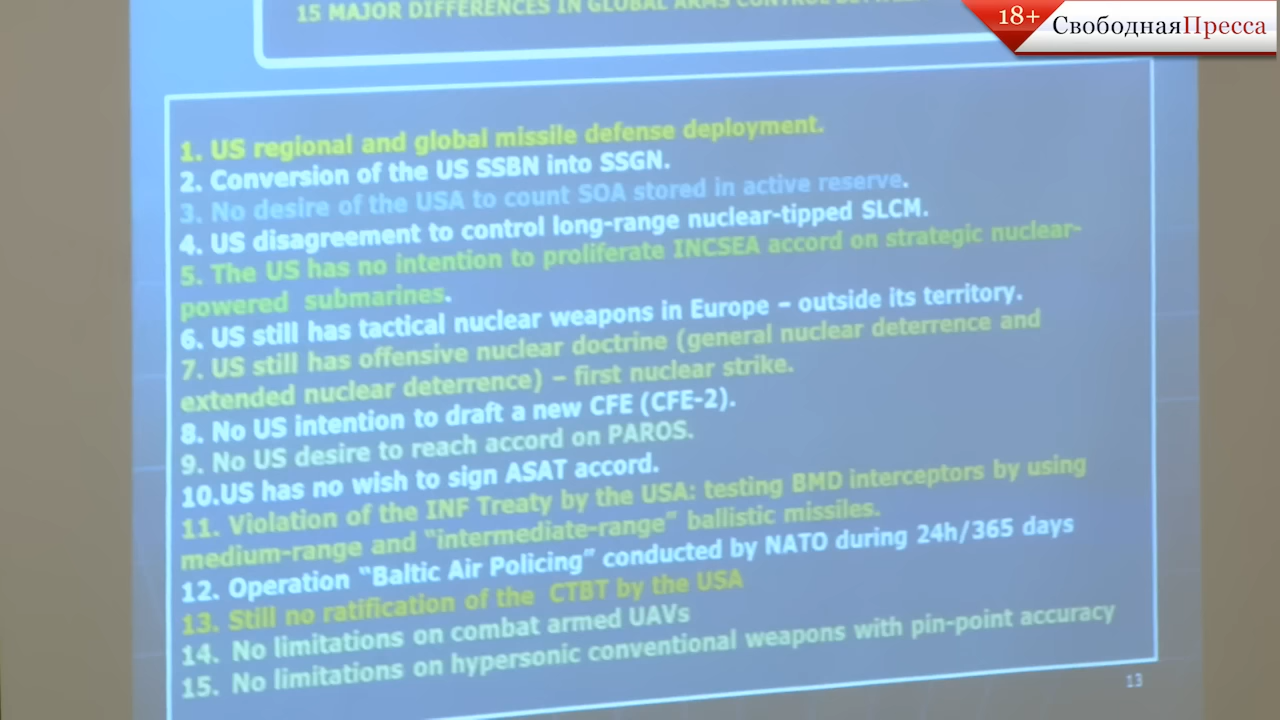 15 MAJOR DIFFERENCES IN GLOBAL ARMS CONTROL
18+
СвободнаяПресса
1. US regional and global missile defense deployment.
2. Conversion of the US SSBN into SSGN.
3. No desire of the USA to count SOA stored in active reserve.
4. US disagreement to control long-range nuclear-tipped SLCM.
5. The US has no intention to proliferate INCSEA accord on strategic nuclear-
powered submarines.
6. US still has tactical nuclear weapons in Europe – outside its territory.
7. US still has offensive nuclear doctrine (general nuclear deterrence and
extended nuclear deterrence) – first nuclear strike.
8. No US intention to draft a new CFE (CFE-2).
9. No US desire to reach accord on PAROS.
10.US has no wish to sign ASAT accord.
11. Violation of the INF Treaty by the USA: testing BMD interceptors by using
medium-range and “intermediate-range” ballistic missiles.
12. Operation “Baltic Air Policing” conducted by NATO during 24h/365 days
13. Still no ratification of the CTBT by the USA
14. No limitations on combat armed UAVs
15. No limitations on hypersonic conventional weapons with pin-point accuracy
13